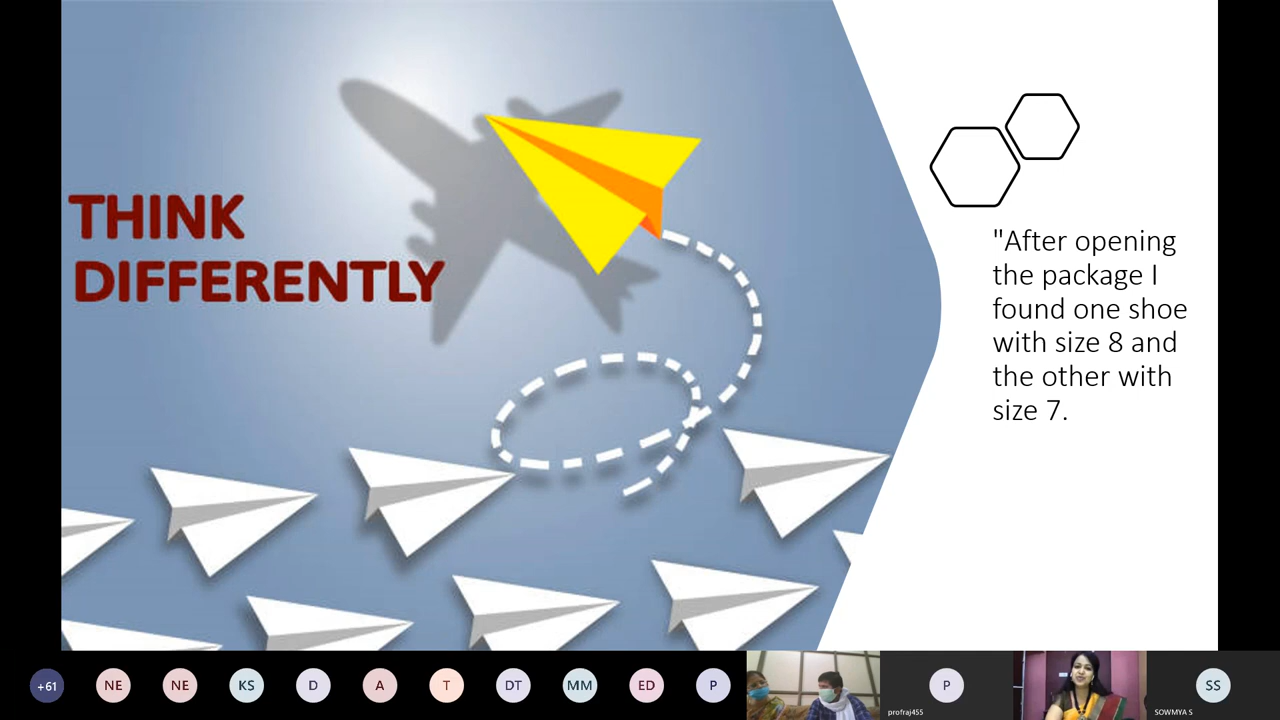 THINK
DIFFERENTLY
"After opening
the package I
found one shoe
with size 8 and
the other with
size 7.
+61
NE
NE
KS
D
A
T
DT
MM
ED
P
P
profraj455
SS
SOWMYA S